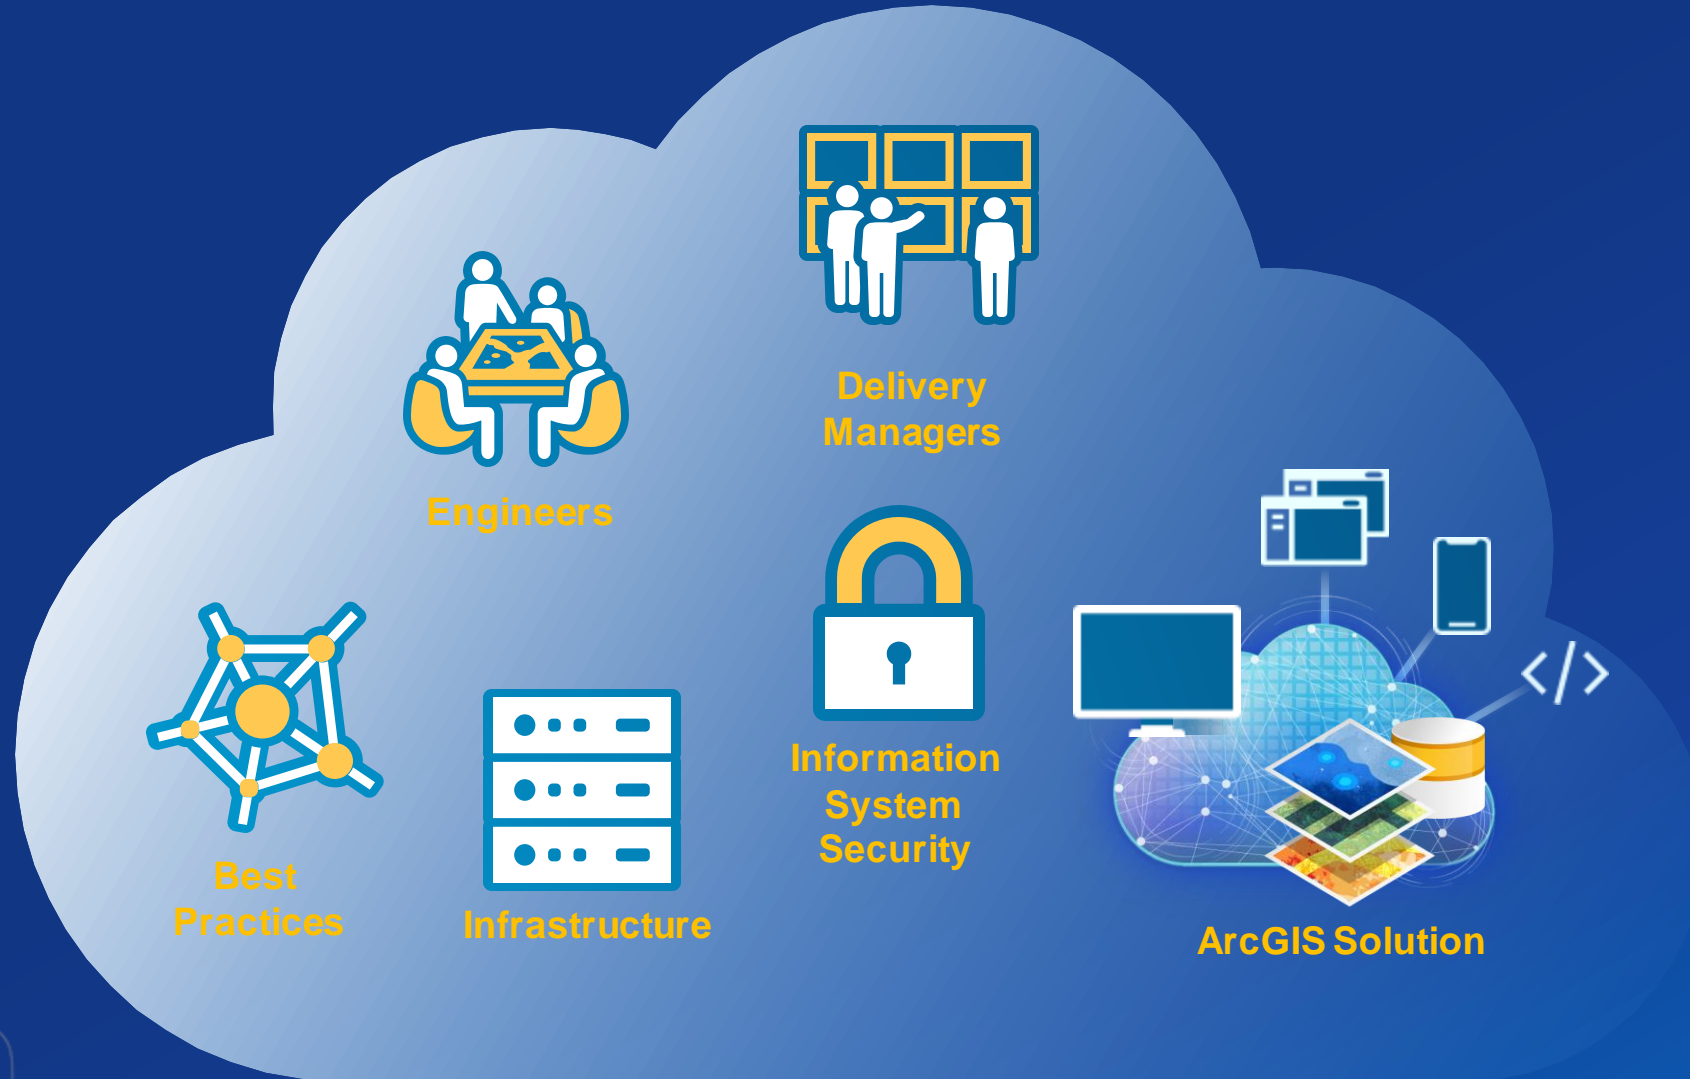 Delivery
Managers
Engineers
Information
System
Security
Best
Practices
Infrastructure
ArcGIS Solution
</>